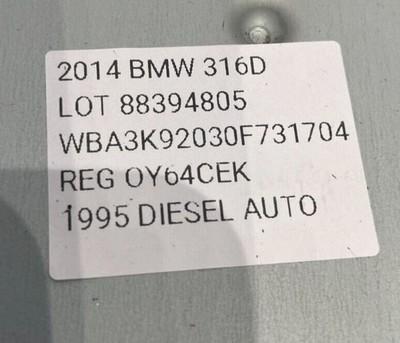 2014 BMW 316D
LOT 88394805
WBA3K92030F731704
REG OY64CEK
1995 DIESEL AUTO